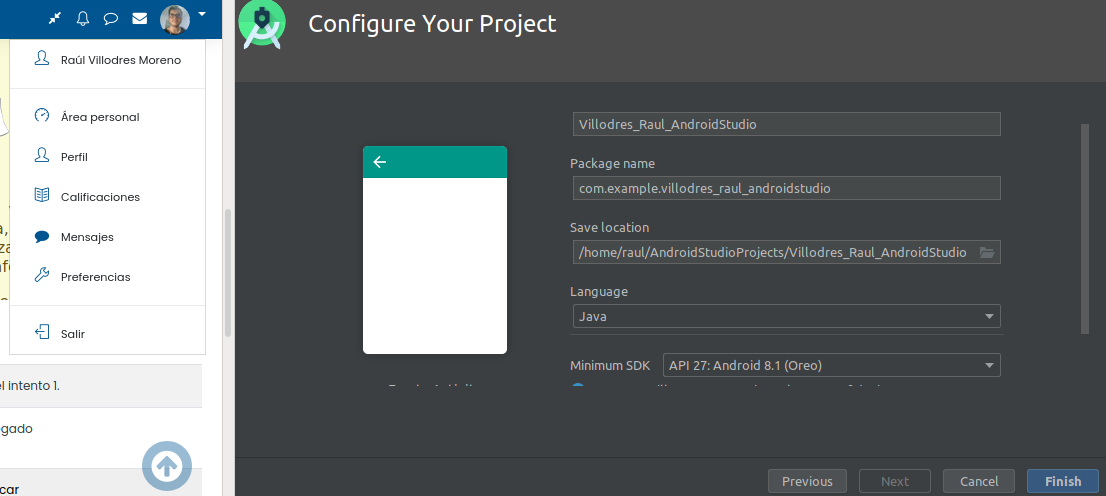 Raúl Villodres Moreno
Área personal
Perfil
Calificaciones
Mensajes
Preferencias
Salir
el intento 1.
Configure Your Project
Villodres_Raul_AndroidStudio
Package name
com.example.villodres_raul_androidstudio
Save location
/home/raul/AndroidStudioProjects/Villodres_Raul_AndroidStudio
Language
Java
Minimum SDK
API 27: Android 8.1 (Oreo)
Previous
Next
Cancel
Finish